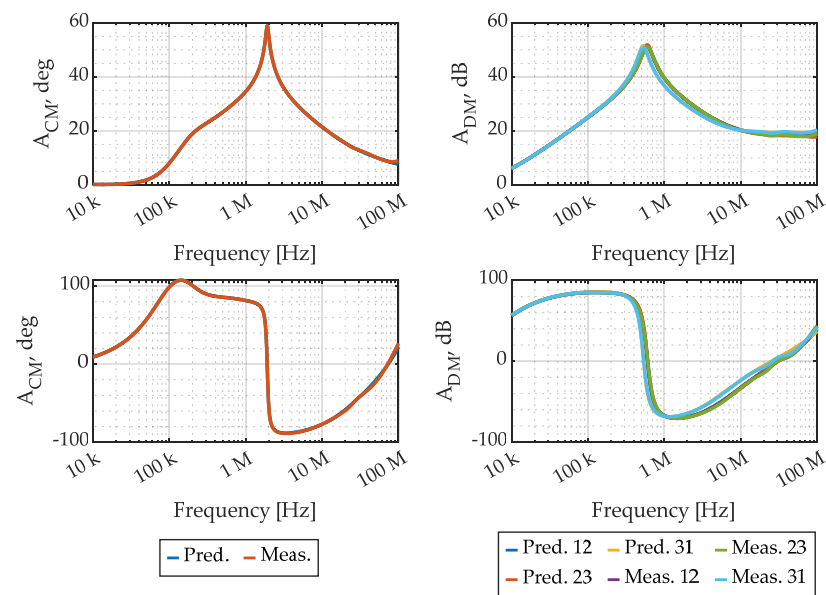 A_CM, deg
60
40
20
0
10 k
100 k
1 M
10 M
100 M
Frequency [Hz]
A_DM, dB
60
40
20
0
10 k
100 k
1 M
10 M
100 M
Frequency [Hz]
A_CM, deg
100
0
-100
10 k
100 k
1 M
10 M
100 M
Frequency [Hz]
A_DM, dB
100
0
-100
10 k
100 k
1 M
10 M
100 M
Frequency [Hz]
Pred. Meas.
Pred. 12 Pred. 31 Meas. 23
Pred. 23 Meas. 12 Meas. 31